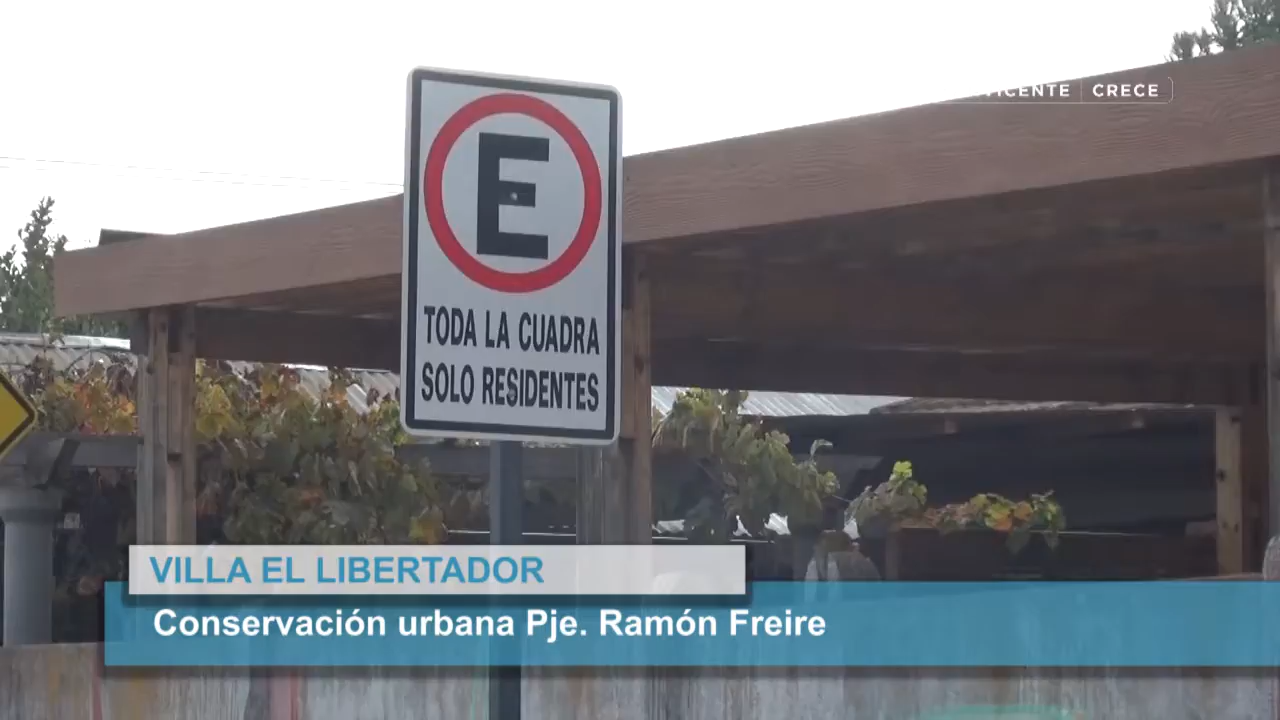 CRECE
E
TODA LA CUADRA
SOLO RESIDENTES
VILLA EL LIBERTADOR
Conservación urbana Pje. Ramón Freire